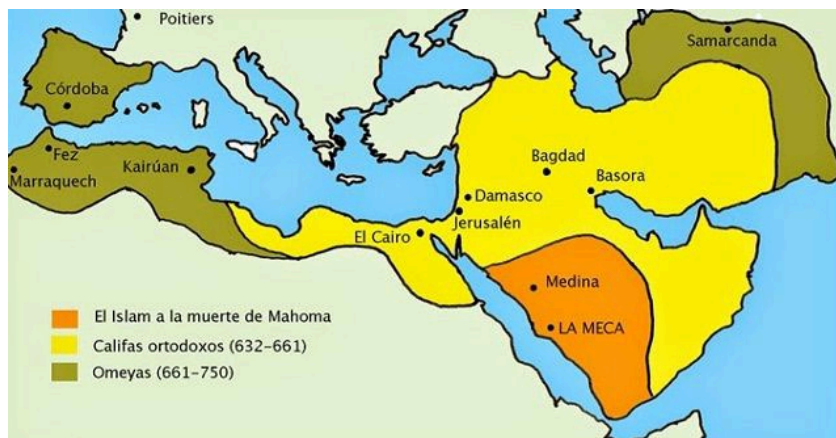 Poitiers
Samarcanda
Córdoba
Fez
Kairúan
Marraquech
Bagdad
Basora
Damasco
Jerusalén
El Cairo
Medina
LA MECA
El Islam a la muerte de Mahoma
Califas ortodoxos (632-661)
Omeyas (661-750)